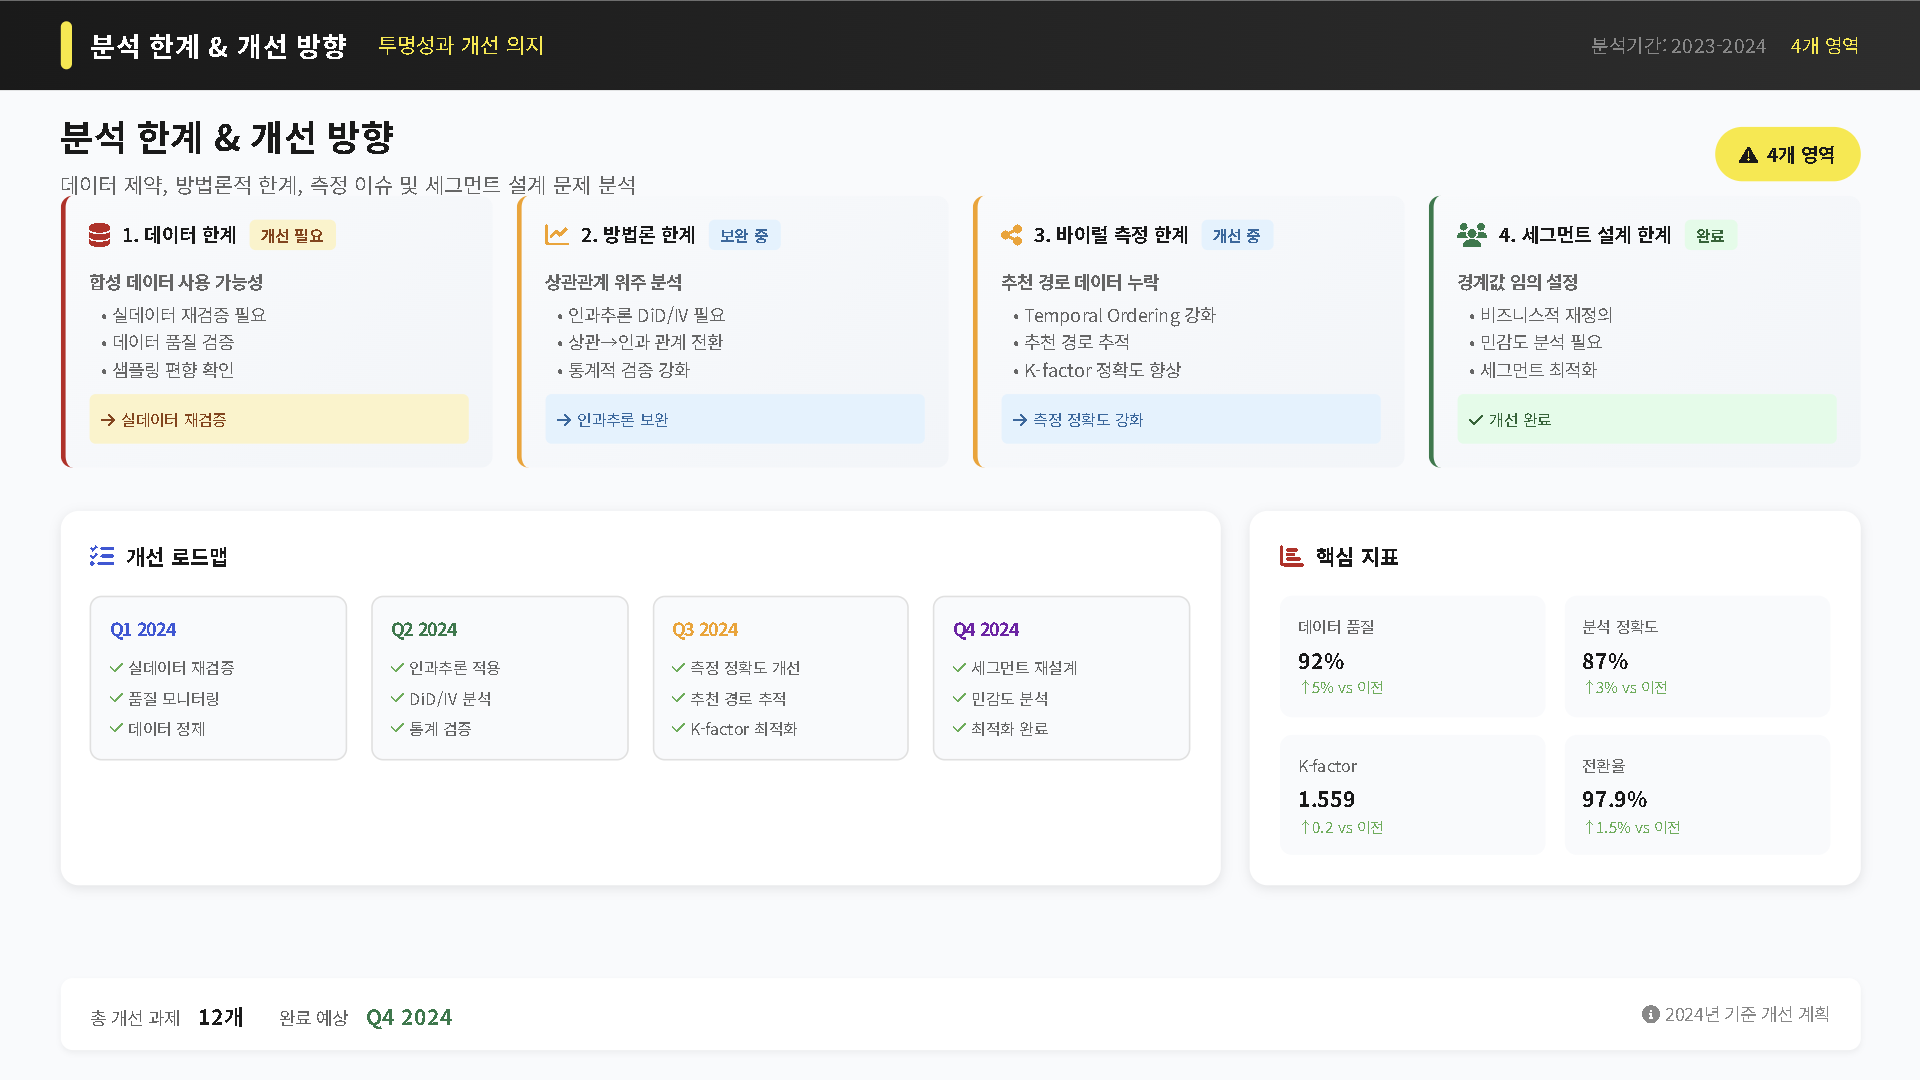 분석 한계 & 개선 방향
투명성과 개선 의지
분석기간: 2023-2024
4개 영역
분석 한계 & 개선 방향
데이터 제약, 방법론적 한계, 측정 이슈 및 세그먼트 설계 문제 분석
4개 영역
1. 데이터 한계
개선 필요
합성 데이터 사용 가능성
• 실데이터 재검증 필요
• 데이터 품질 검증
• 샘플링 편향 확인
→ 실데이터 재검증
2. 방법론 한계
보완 중
상관관계 위주 분석
• 인과추론 DiD/IV 필요
• 상관→인과 관계 전환
• 통계적 검증 강화
→ 인과추론 보완
3. 바이럴 측정 한계
개선 중
추천 경로 데이터 누락
• Temporal Ordering 강화
• 추천 경로 추적
• K-factor 정확도 향상
→ 측정 정확도 강화
4. 세그먼트 설계 한계
완료
경계값 임의 설정
• 비즈니스적 재정의
• 민감도 분석 필요
• 세그먼트 최적화
✓ 개선 완료
개선 로드맵
Q1 2024
✓ 실데이터 재검증
✓ 품질 모니터링
✓ 데이터 정제
Q2 2024
✓ 인과추론 적용
✓ DiD/IV 분석
✓ 통계 검증
Q3 2024
✓ 측정 정확도 개선
✓ 추천 경로 추적
✓ K-factor 최적화
Q4 2024
✓ 세그먼트 재설계
✓ 민감도 분석
✓ 최적화 완료
핵심 지표
데이터 품질
92%
↑5% vs 이전
분석 정확도
87%
↑3% vs 이전
K-factor
1.559
↑0.2 vs 이전
전환율
97.9%
↑1.5% vs 이전
총 개선 과제 12개
완료 예상 Q4 2024
2024년 기준 개선 계획